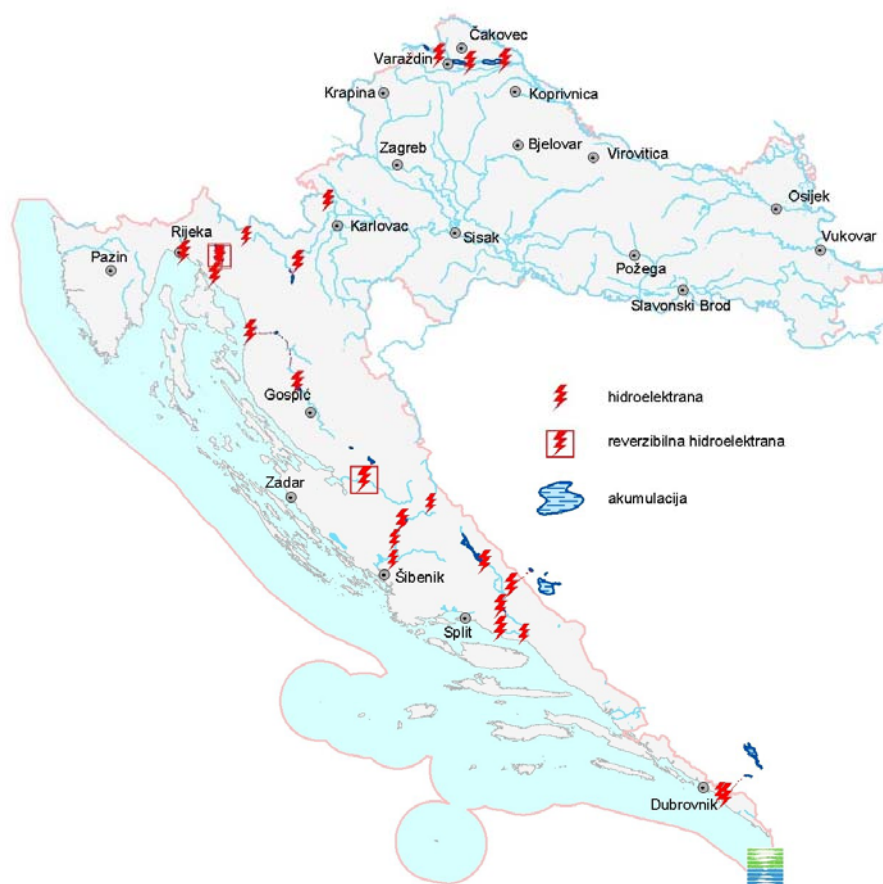 Čakovec
Varaždin
Krapina
Koprivnica
Bjelovar
Zagreb
Virovitica
Osijek
Rijeka
Karlovac
Sisak
Vukovar
Pazin
Požega
Slavonski Brod
Gospić
hidroelektrana
reverzibilna hidroelektrana
Zadar
akumulacija
Šibenik
Split
Dubrovnik